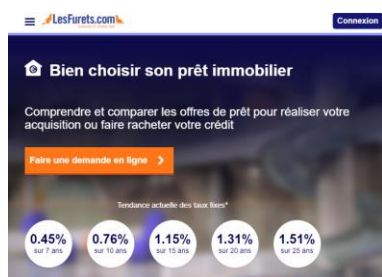 LesFurets.com
Connexion
Bien choisir son prêt immobilier
Comprendre et comparer les offres de prêt pour réaliser votre
acquisition ou faire racheter votre crédit
Faire une demande en ligne
Tendance actuelle des taux fixes*
0.45% 0.76% 1.15% 1.31% 1.51%
sur 7 ans sur 10 ans sur 15 ans sur 20 ans sur 25 ans